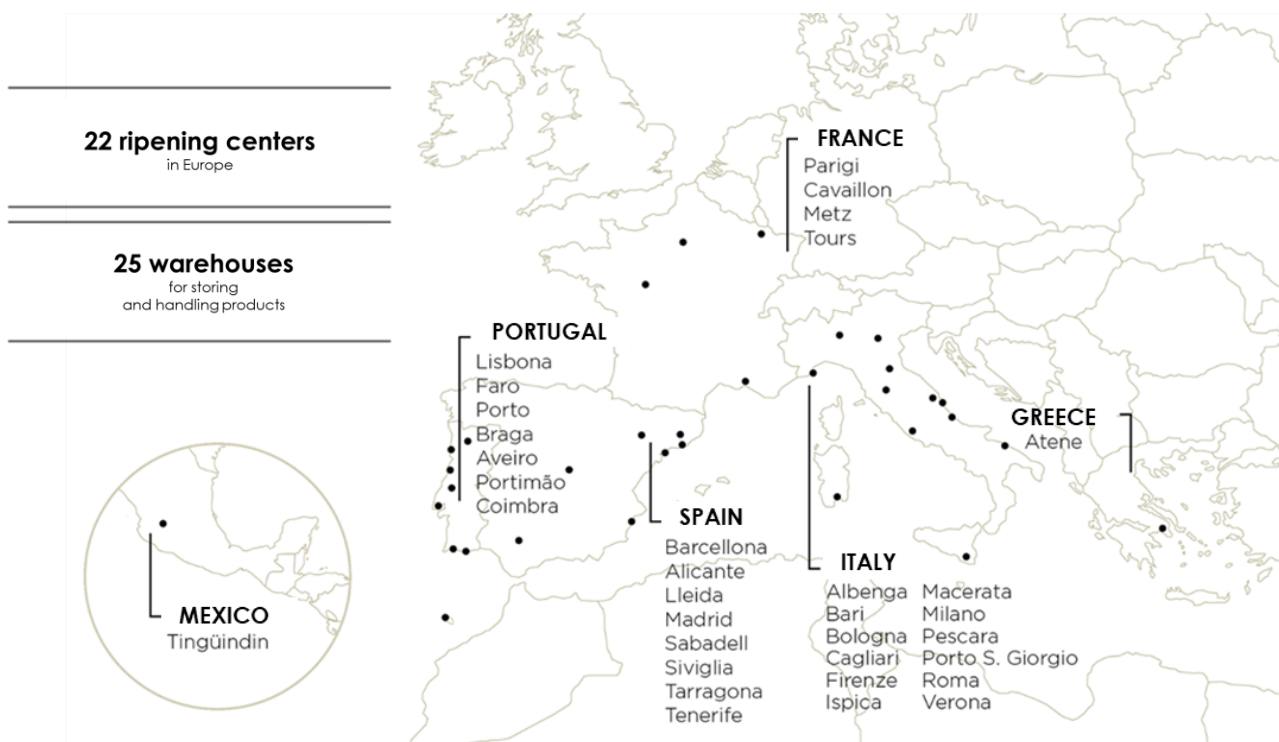 22 ripening centers
in Europe
25 warehouses
for storing
and handling products
FRANCE
Parigi
Cavaillon
Metz
Tours
PORTUGAL
Lisbona
Faro
Porto
Braga
Aveiro
Portimão
Coimbra
GREECE
Atene
SPAIN
Barcellona
Alicante
Lleida
Madrid
Sabadell
Siviglia
Tarragona
Tenerife
ITALY
Albenga
Bari
Bologna
Cagliari
Firenze
Ispica
Macerata
Milano
Pescara
Porto S. Giorgio
Roma
Verona
MEXICO
Tingüindin